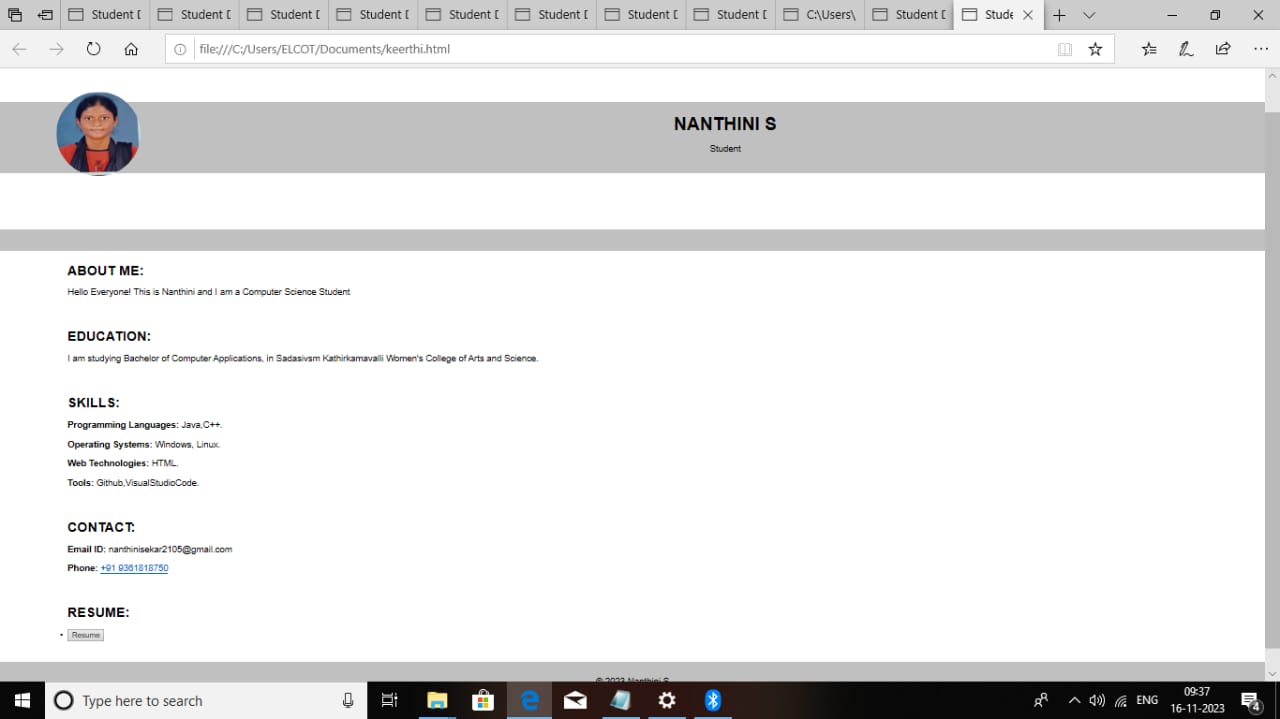 Student D
Student D
Student D
Student D
Student D
Student D
Student D
Student D
C:\Users\
Student D
Stude
file:///C:/Users/ELCOT/Documents/keerthi.html
NANTHINI S
Student
ABOUT ME:
Hello Everyone! This is Nanthini and I am a Computer Science Student
EDUCATION:
I am studying Bachelor of Computer Applications, in Sadasivsm Kathirkamavalli Women's College of Arts and Science.
SKILLS:
Programming Languages: Java,C++.
Operating Systems: Windows, Linux.
Web Technologies: HTML.
Tools: Github,VisualStudioCode.
CONTACT:
Email ID: nanthinisekar2105@gmail.com
Phone: +91 9361818750
RESUME:
• Resume
© 2023 Nanthini S
Type here to search
ENG
09:37
16-11-2023
4